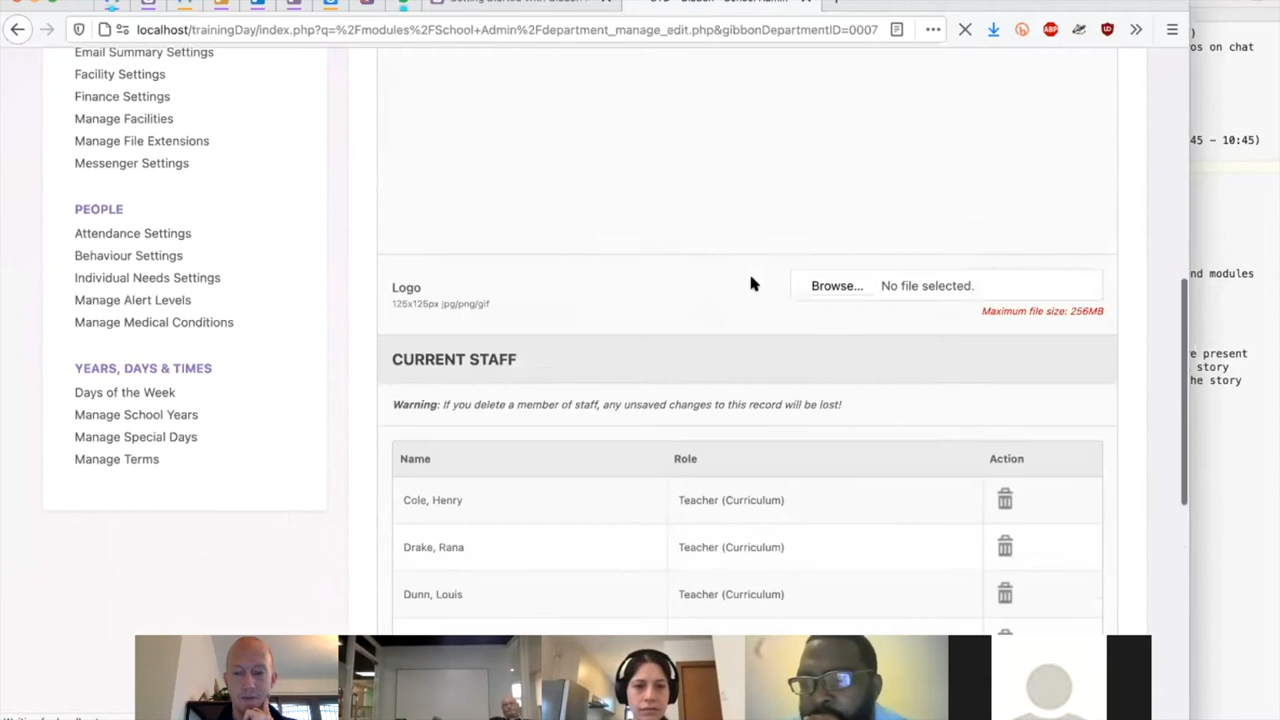 localhost/trainingDay/index.php?q=%2Fmodules%2FSchool+Admin%2Fdepartment_manage_edit.php&gibbonDepartmentID=0007
ABP
os on chat
Email Summary Settings
Facility Settings
Finance Settings
Manage Facilities
Manage File Extensions
Messenger Settings
45 - 10:45)
PEOPLE
Attendance Settings
Behaviour Settings
Individual Needs Settings
Manage Alert Levels
Manage Medical Conditions
nd modules
Logo
125x125px jpg/png/gif
Browse... No file selected.
Maximum file size: 256MB
YEARS, DAYS & TIMES
Days of the Week
Manage School Years
Manage Special Days
Manage Terms
CURRENT STAFF
Warning: If you delete a member of staff, any unsaved changes to this record will be lost!
e present
story
he story
Name Role Action
Cole, Henry Teacher (Curriculum)
Drake, Rana Teacher (Curriculum)
Dunn, Louis Teacher (Curriculum)